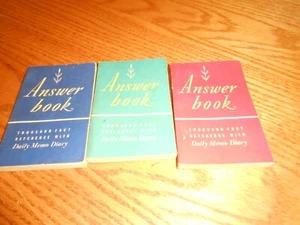 Answer
book
THOUSAND FACT
REFERENCE WITH
Daily Memo Diary
Answer
book
THOUSAND FACT
REFERENCE WITH
Daily Memo Diary
Answer
book
THOUSAND FACT
REFERENCE WITH
Daily Memo Diary